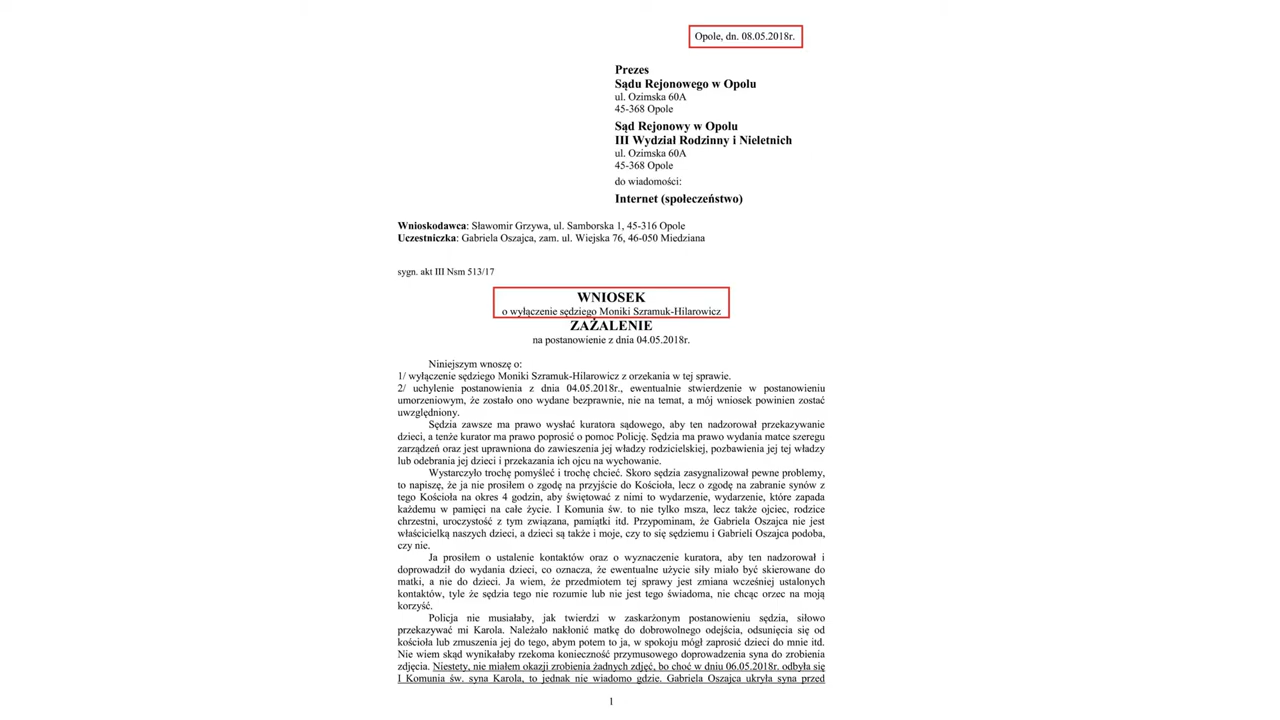 Opole, dn. 08.05.2018r.
Prezes
Sądu Rejonowego w Opolu
ul. Ozimska 60A
45-368 Opole
Sąd Rejonowy w Opolu
III Wydział Rodzinny i Nieletnich
ul. Ozimska 60A
45-368 Opole
do wiadomości:
Internet (społeczeństwo)
Wnioskodawca: Sławomir Grzywa, ul. Samborska 1, 45-316 Opole
Uczestniczka: Gabriela Oszajca, zam. ul. Wiejska 76, 46-050 Miedziana
sygn. akt III Nsm 513/17
WNIOSEK
o wyłączenie sędziego Moniki Szramuk-Hilarowicz
ZAŻALENIE
na postanowienie z dnia 04.05.2018r.
Niniejszym wnoszę o:
1/ wyłączenie sędziego Moniki Szramuk-Hilarowicz z orzekania w tej sprawie.
2/ uchylenie postanowienia z dnia 04.05.2018r., ewentualnie stwierdzenie w postanowieniu
umorzeniowym, że zostało ono wydane bezprawnie, nie na temat, a mój wniosek powinien zostać
uwzględniony.
Sędzia zawsze ma prawo wysłać kuratora sądowego, aby ten nadzorował przekazywanie
dzieci, a tenże kurator ma prawo poprosić o pomoc Policję. Sędzia ma prawo wydania matce szeregu
zarządzeń oraz jest uprawniona do zawieszenia jej władzy rodzicielskiej, pozbawienia jej tej władzy
lub odebrania jej dzieci i przekazania ich ojcu na wychowanie.
Wystarczyło trochę pomyśleć i trochę chcieć. Skoro sędzia zasygnalizował pewne problemy,
to napiszę, że ja nie prosiłem o zgodę na przyjście do Kościoła, lecz o zgodę na zabranie synów z
tego Kościoła na okres 4 godzin, aby świętować z nimi to wydarzenie, wydarzenie, które zapada
każdemu w pamięci na całe życie. I Komunia św. to nie tylko msza, lecz także ojciec, rodzice
chrzestni, uroczystość z tym związana, pamiątki itd. Przypominam, że Gabriela Oszajca nie jest
właścicielką naszych dzieci, a dzieci są także i moje, czy to się sędziemu i Gabrieli Oszajca podoba,
czy nie.
Ja prosiłem o ustalenie kontaktów oraz o wyznaczenie kuratora, aby ten nadzorował i
doprowadził do wydania dzieci, co oznacza, że ewentualne użycie siły miało być skierowane do
matki, a nie do dzieci. Ja wiem, że przedmiotem tej sprawy jest zmiana wcześniej ustalonych
kontaktów, tyle że sędzia tego nie rozumie lub nie jest tego świadoma, nie chcąc orzec na moją
korzyść.
Policja nie musiałaby, jak twierdzi w zaskarżonym postanowieniu sędzia, siłowo
przekazywać mi Karola. Należało nakłonić matkę do dobrowolnego odejścia, odsunięcia się od
kościoła lub zmuszenia jej do tego, abym potem to ja, w spokoju mógł zaprosić dzieci do mnie itd.
Nie wiem skąd wynikałaby rzekoma konieczność przymusowego doprowadzenia syna do zrobienia
zdjęcia. Niestety, nie miałem okazji zrobienia żadnych zdjęć, bo choć w dniu 06.05.2018r. odbyła się
I Komunia św. syna Karola, to jednak nie wiadomo gdzie. Gabriela Oszajca ukryła syna przed
1